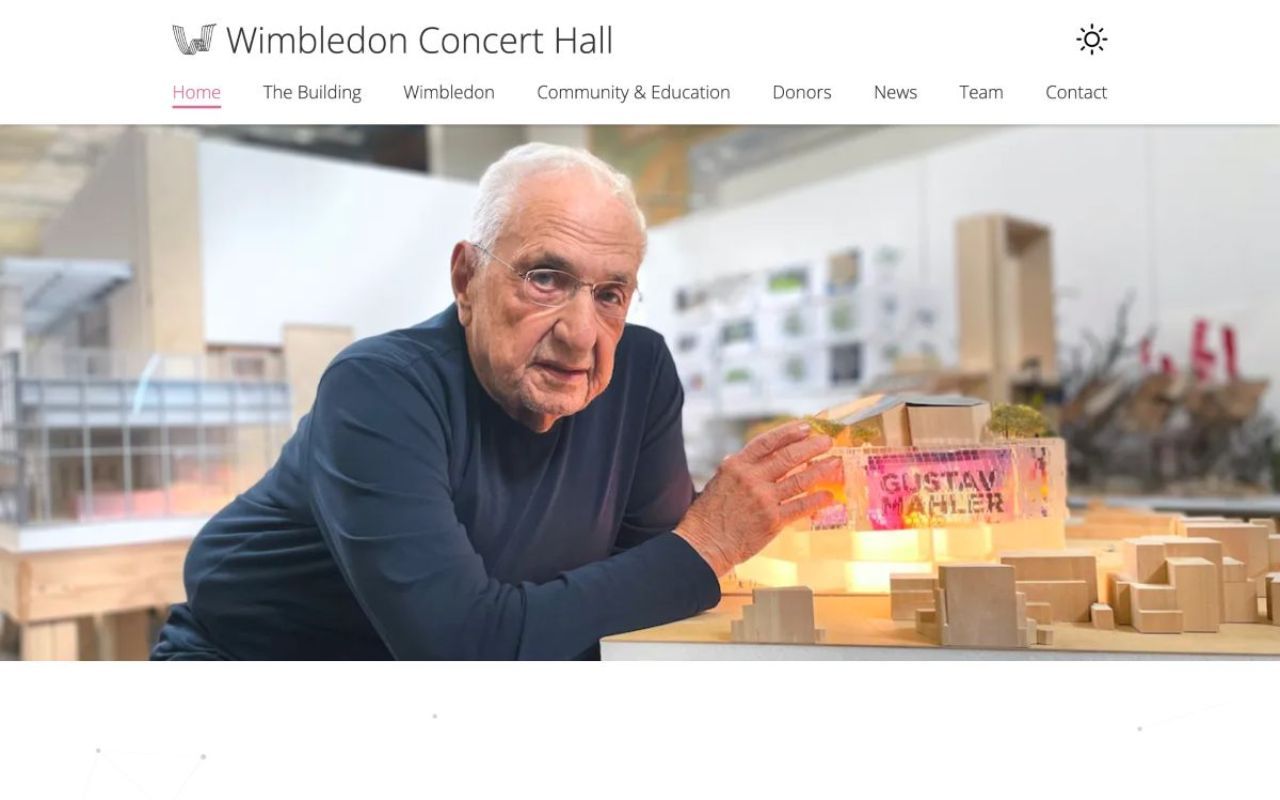 Wimbledon Concert Hall
Home
The Building
Wimbledon
Community & Education
Donors
News
Team
Contact
GUSTAV
MAHLER